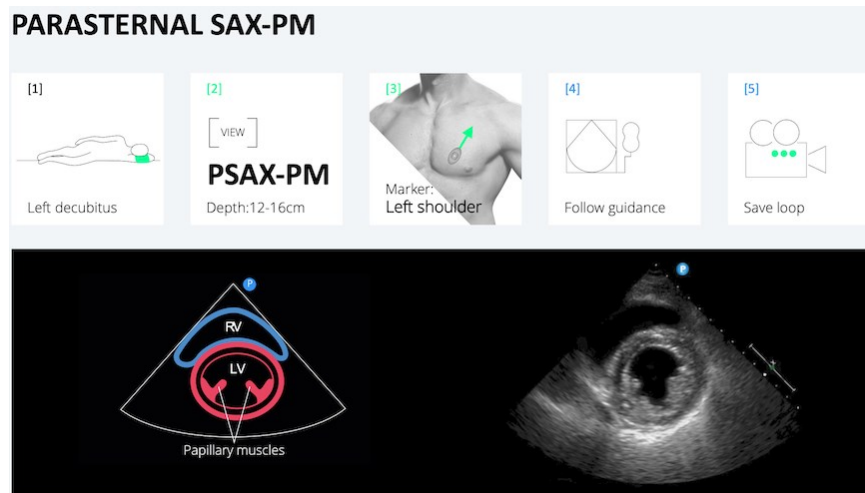 PARASTERNAL SAX-PM
[1]
Left decubitus
[2]
VIEW
PSAX-PM
Depth:12-16cm
[3]
Marker:
Left shoulder
[4]
Follow guidance
[5]
Save loop
P
RV
LV
Papillary muscles
P